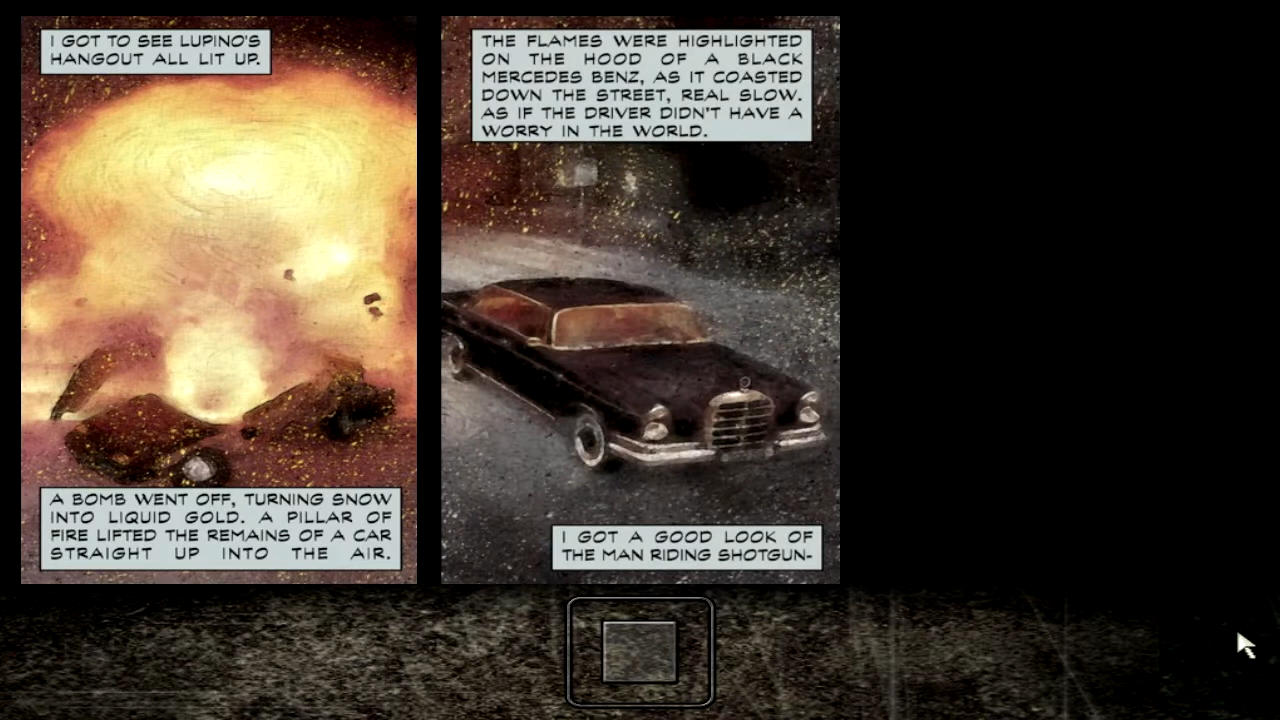 I GOT TO SEE LUPINO'S
HANGOUT ALL LIT UP.
A BOMB WENT OFF, TURNING SNOW
INTO LIQUID GOLD. A PILLAR OF
FIRE LIFTED THE REMAINS OF A CAR
STRAIGHT UP INTO THE AIR.
THE FLAMES WERE HIGHLIGHTED
ON THE HOOD OF A BLACK
MERCEDES BENZ, AS IT COASTED
DOWN THE STREET, REAL SLOW.
AS IF THE DRIVER DIDN'T HAVE A
WORRY IN THE WORLD.
I GOT A GOOD LOOK OF
THE MAN RIDING SHOTGUN-